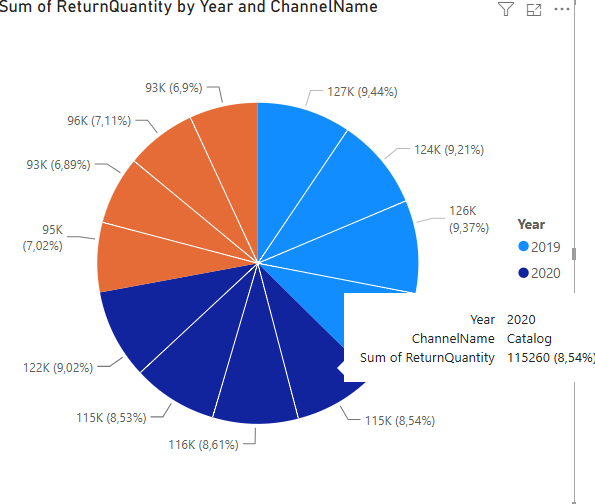 Sum of ReturnQuantity by Year and ChannelName
93K (6,9%)
127K (9,44%)
96K (7,11%)
124K (9,21%)
93K (6,89%)
126K
(9,37%)
95K
(7,02%)
Year
2019
2020
Year 2020
ChannelName Catalog
Sum of ReturnQuantity 115260 (8,54%)
122K (9,02%)
115K (8,53%)
116K (8,61%)
115K (8,54%)